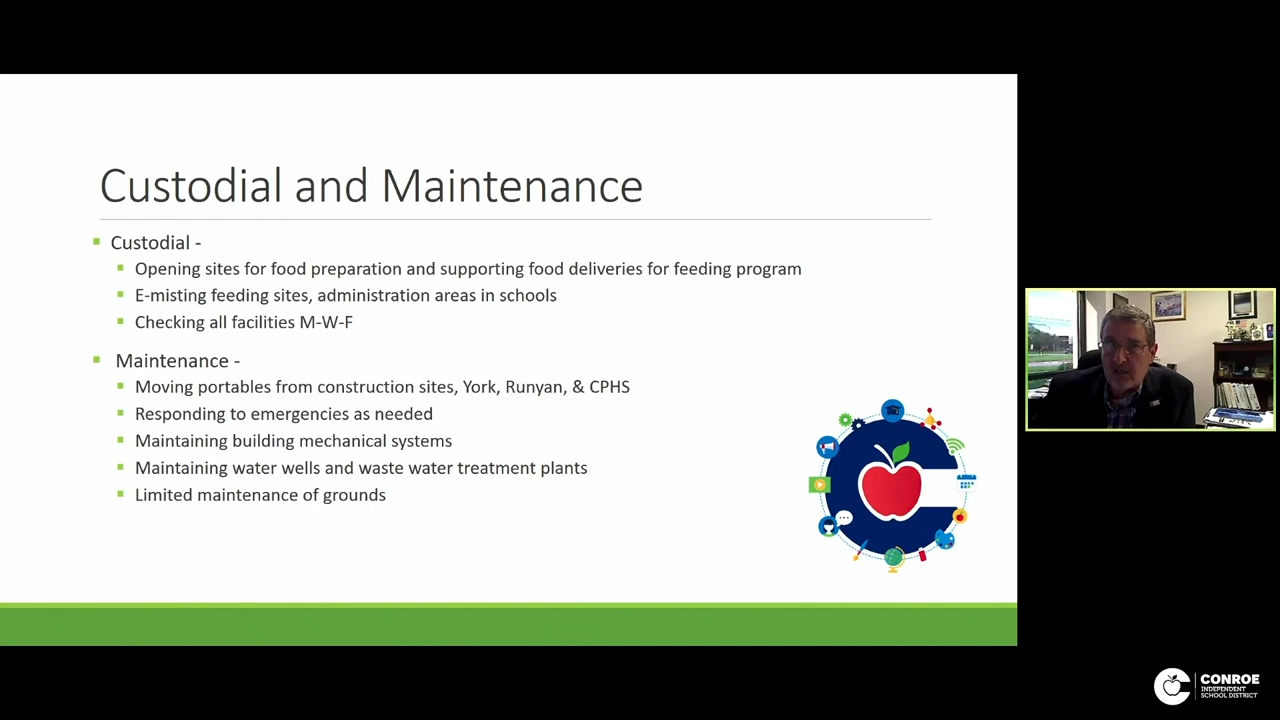 Custodial and Maintenance
Custodial -
Opening sites for food preparation and supporting food deliveries for feeding program
E-misting feeding sites, administration areas in schools
Checking all facilities M-W-F
Maintenance -
Moving portables from construction sites, York, Runyan, & CPHS
Responding to emergencies as needed
Maintaining building mechanical systems
Maintaining water wells and waste water treatment plants
Limited maintenance of grounds
CONROE
INDEPENDENT
SCHOOL DISTRICT